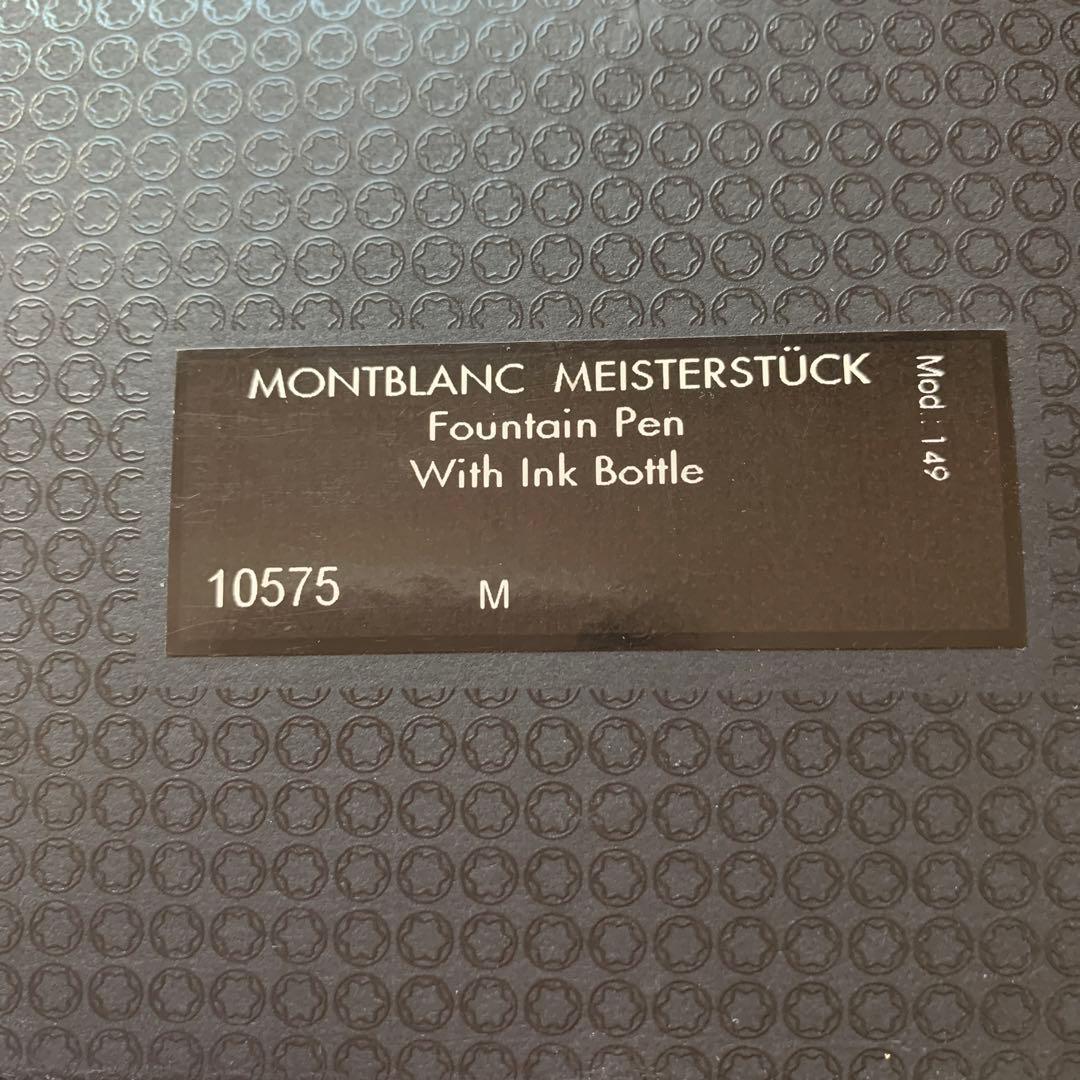 MONTBLANC MEISTERSTÜCK
Fountain Pen
With Ink Bottle
Mod : 149
10575 M